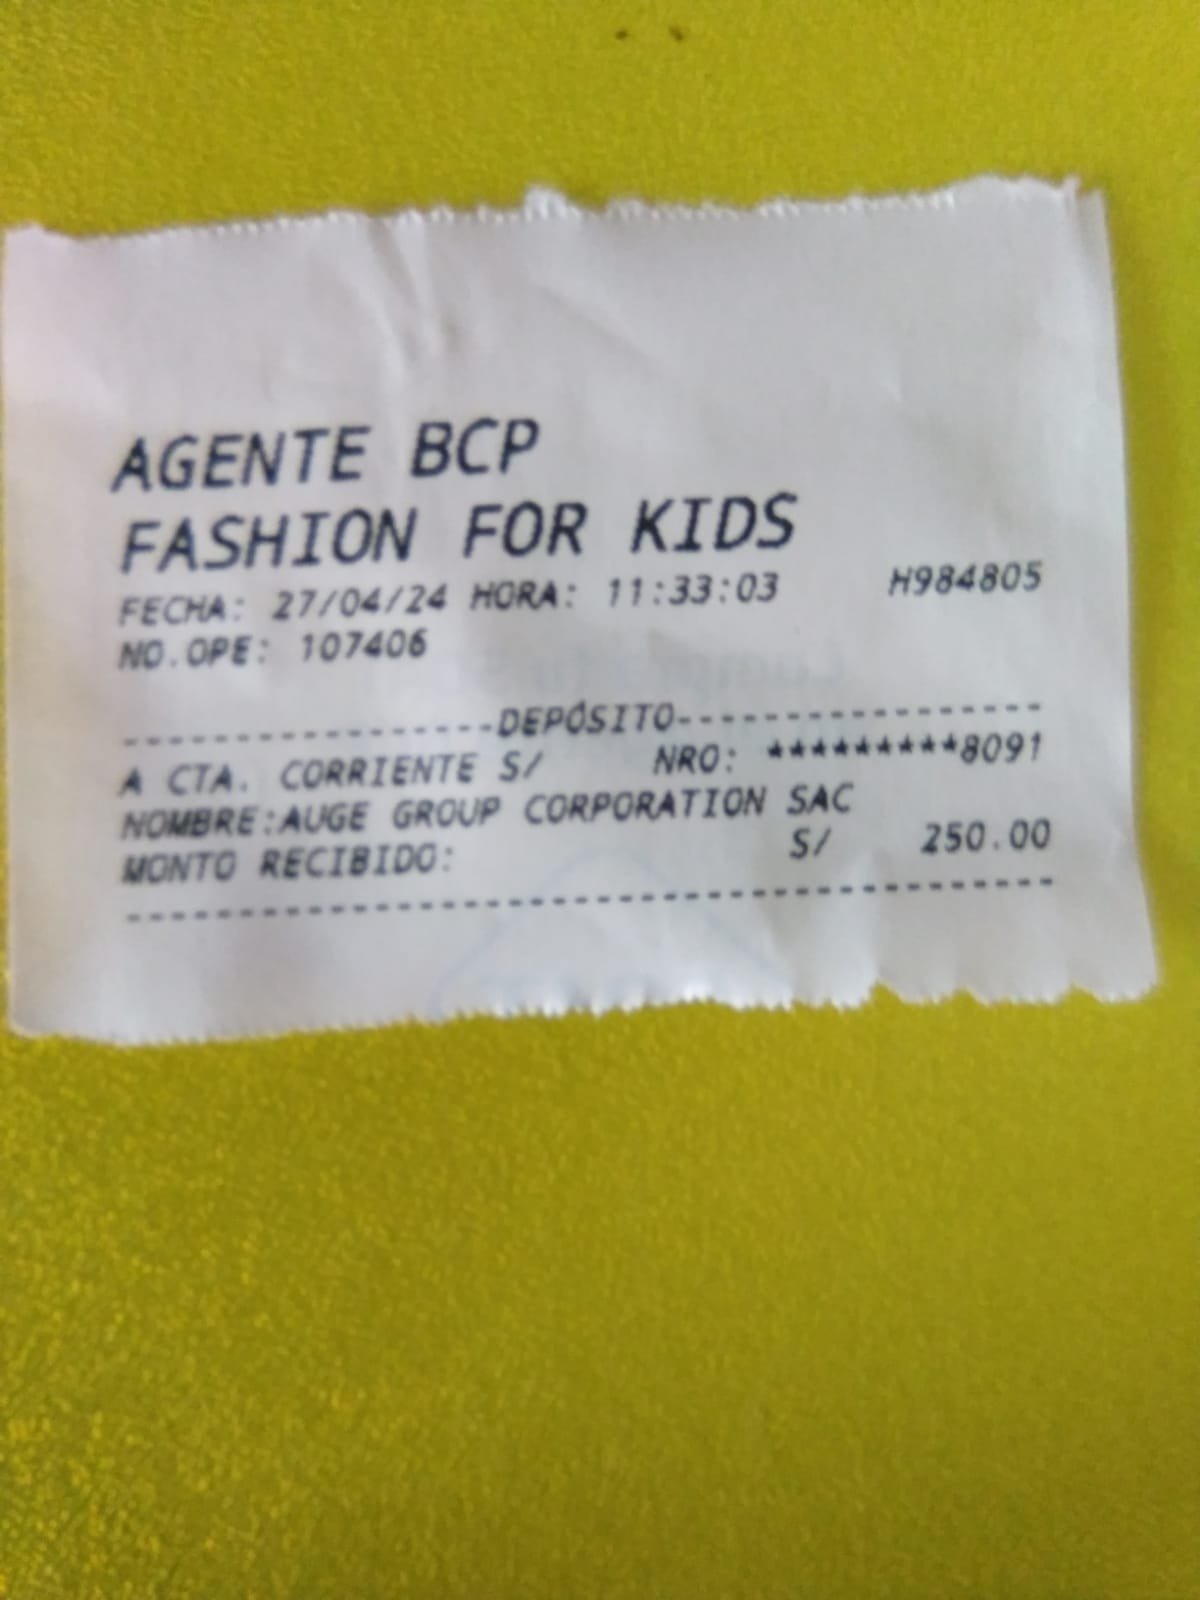 AGENTE BCP
FASHION FOR KIDS
FECHA: 27/04/24 HORA: 11:33:03 H984805
NO.OPE: 107406
-----------------DEPÓSITO-----------------
A CTA. CORRIENTE S/ NRO: *********8091
NOMBRE:AUGE GROUP CORPORATION SAC
MONTO RECIBIDO: S/ 250.00
------------------------------------------